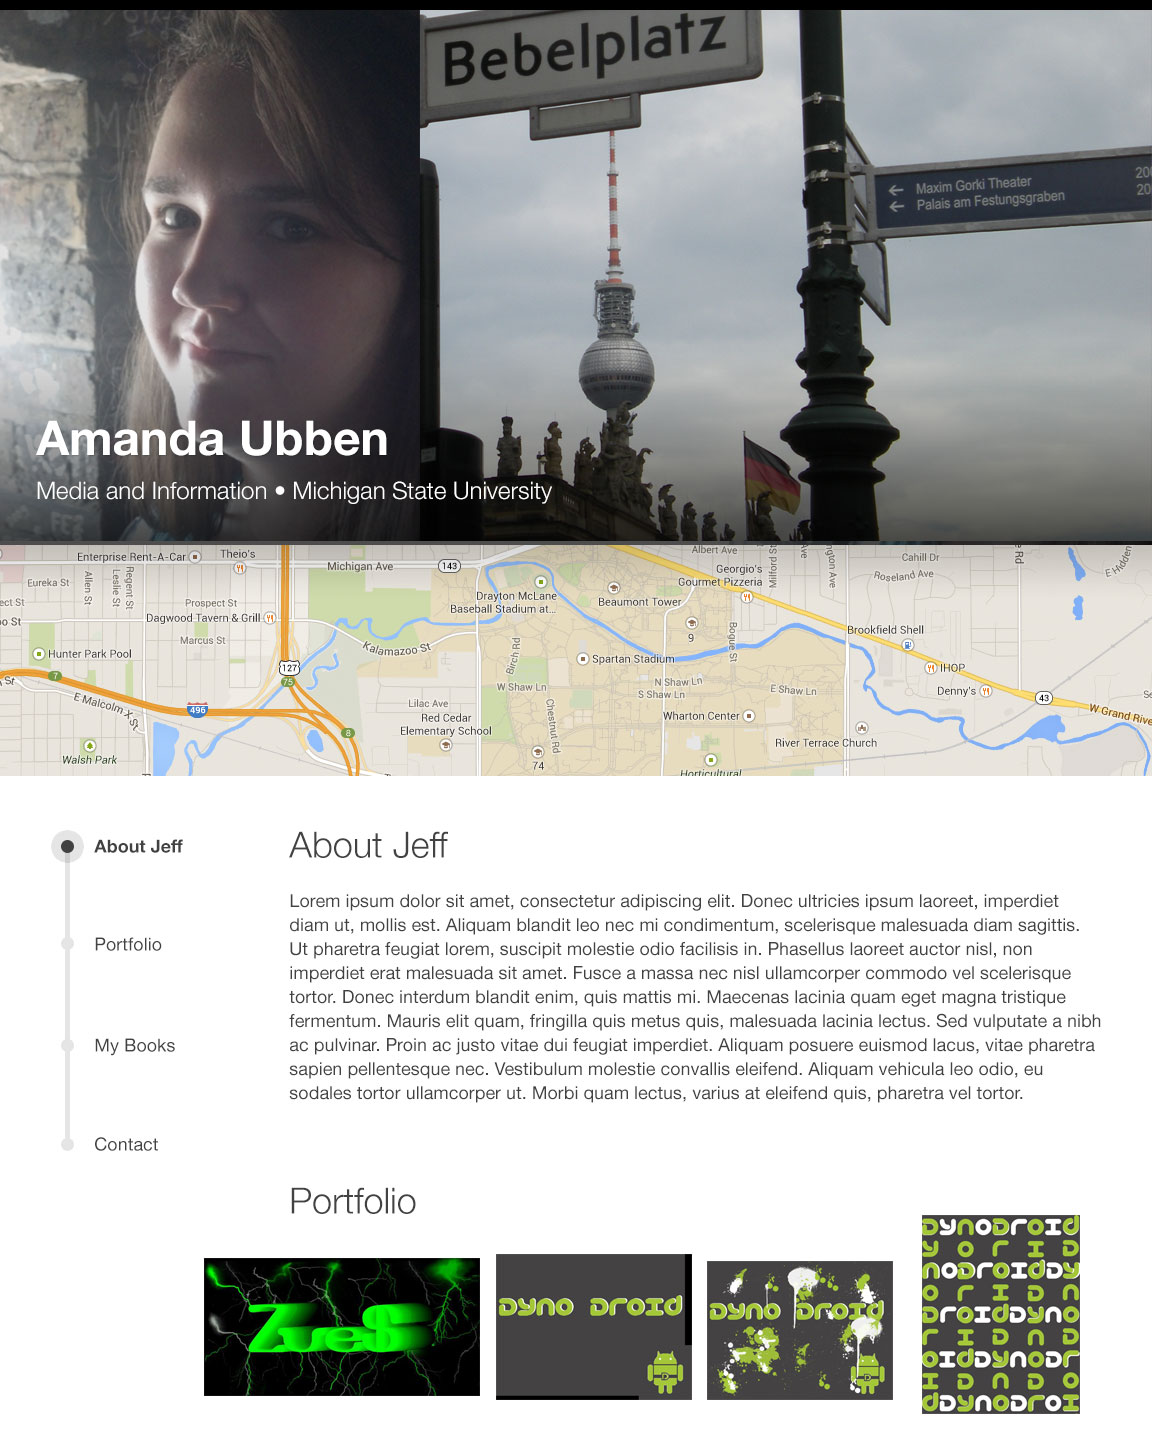 Bebelplatz
Maxim Gorki Theater
Palais am Festungsgraben
Amanda Ubben
Media and Information • Michigan State University
Enterprise Rent-A-Car
Theio's
Michigan Ave
143
Albert Ave
Cahill Dr
Roseland Ave
Georgio's
Gourmet Pizzeria
Eureka St
Allen St
Leslie St
Regent St
Prospect St
Dagwood Tavern & Grill
Marcus St
Drayton McLane
Baseball Stadium at...
Beaumont Tower
9
Bogue St
Brookfield Shell
Hunter Park Pool
Kalamazoo St
Birch Rd
Spartan Stadium
127
7
75
IHOP
Denny's
43
W Grand River
W Shaw Ln
N Shaw Ln
S Shaw Ln
E Shaw Ln
E Malcolm X St
496
Lilac Ave
Red Cedar
Elementary School
Chestnut Rd
Wharton Center
8
River Terrace Church
Walsh Park
74
Horticultural
About Jeff
Portfolio
My Books
Contact
About Jeff
Lorem ipsum dolor sit amet, consectetur adipiscing elit. Donec ultricies ipsum laoreet, imperdiet
diam ut, mollis est. Aliquam blandit leo nec mi condimentum, scelerisque malesuada diam sagittis.
Ut pharetra feugiat lorem, suscipit molestie odio facilisis in. Phasellus laoreet auctor nisl, non
imperdiet erat malesuada sit amet. Fusce a massa nec nisl ullamcorper commodo vel scelerisque
tortor. Donec interdum blandit enim, quis mattis mi. Maecenas lacinia quam eget magna tristique
fermentum. Mauris elit quam, fringilla quis metus quis, malesuada lacinia lectus. Sed vulputate a nibh
ac pulvinar. Proin ac justo vitae dui feugiat imperdiet. Aliquam posuere euismod lacus, vitae pharetra
sapien pellentesque nec. Vestibulum molestie convallis eleifend. Aliquam vehicula leo odio, eu
sodales tortor ullamcorper ut. Morbi quam lectus, varius at eleifend quis, pharetra vel tortor.
Portfolio
ZueS
Dyno Droid
D
Dyno Droid
D
DynoDroid